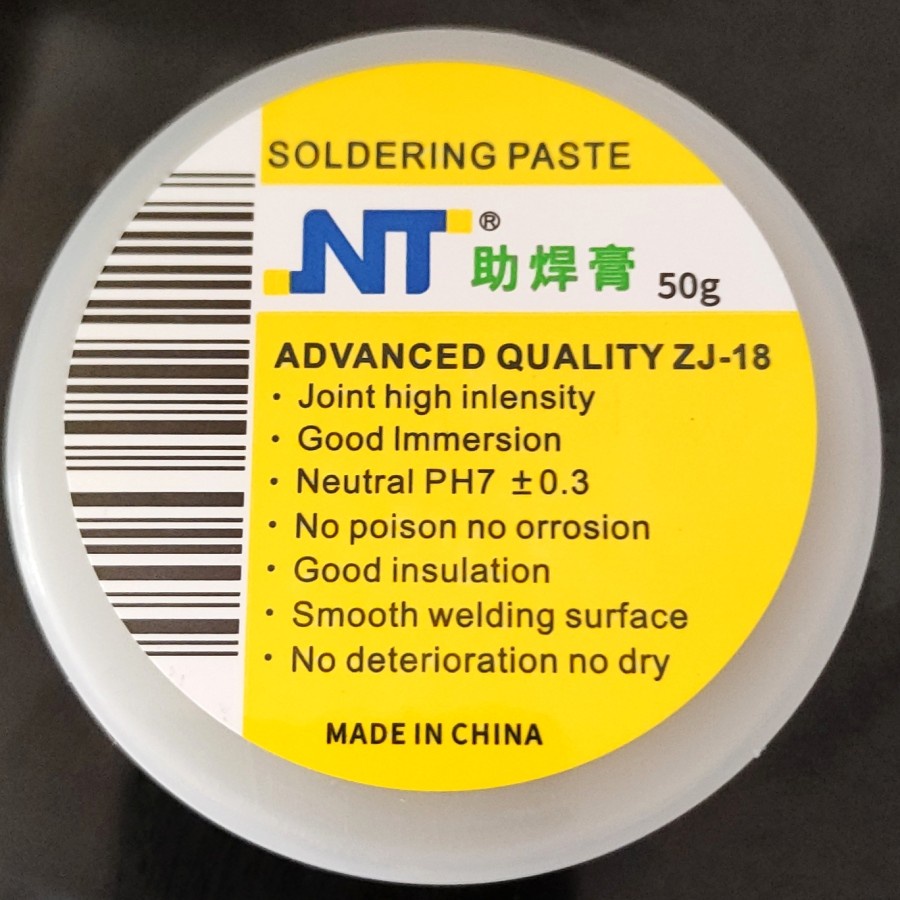 SOLDERING PASTE
NT® 助焊膏 50g
ADVANCED QUALITY ZJ-18
· Joint high inlensity
· Good Immersion
· Neutral PH7 ±0.3
· No poison no orrosion
· Good insulation
· Smooth welding surface
· No deterioration no dry
MADE IN CHINA